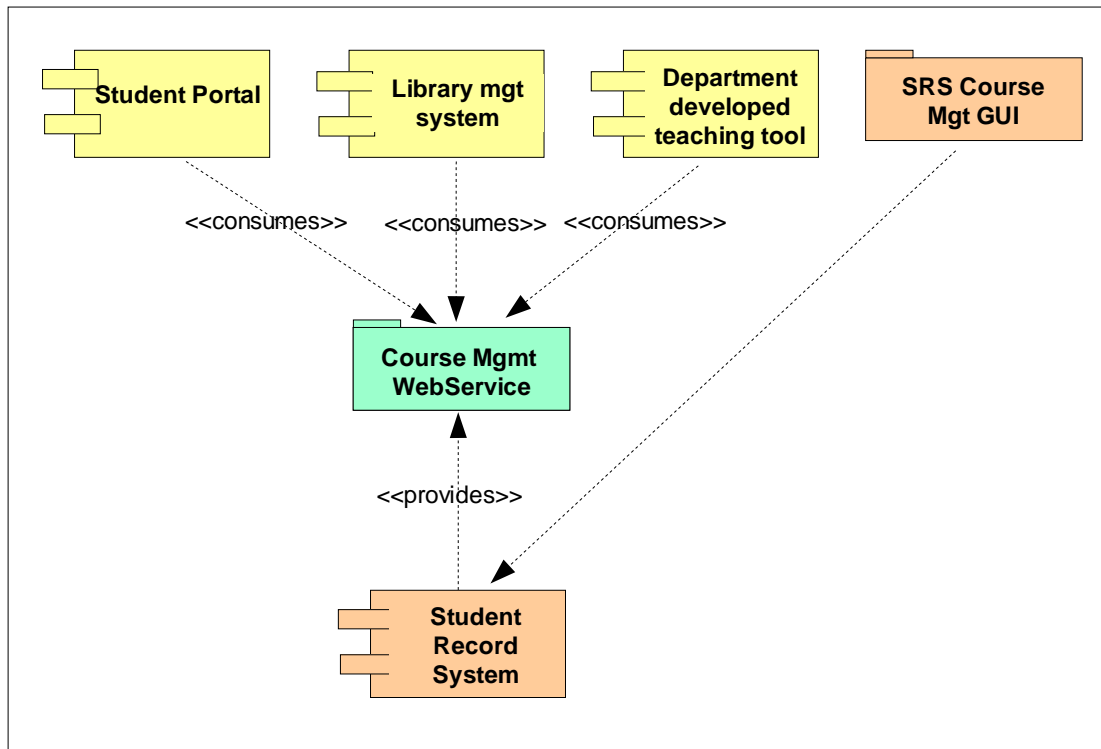 Student Portal
Library mgt
system
Department
developed
teaching tool
SRS Course
Mgt GUI
<<consumes>>
<<consumes>>
<<consumes>>
Course Mgmt
WebService
<<provides>>
Student
Record
System